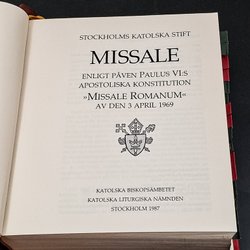 STOCKHOLMS KATOLSKA STIFT
MISSALE
ENLIGT PÅVEN PAULUS VI:S
APOSTOLISKA KONSTITUTION
»MISSALE ROMANUM«
AV DEN 3 APRIL 1969
KATOLSKA BISKOPSÄMBETET
KATOLSKA LITURGISKA NÄMNDEN
STOCKHOLM 1987